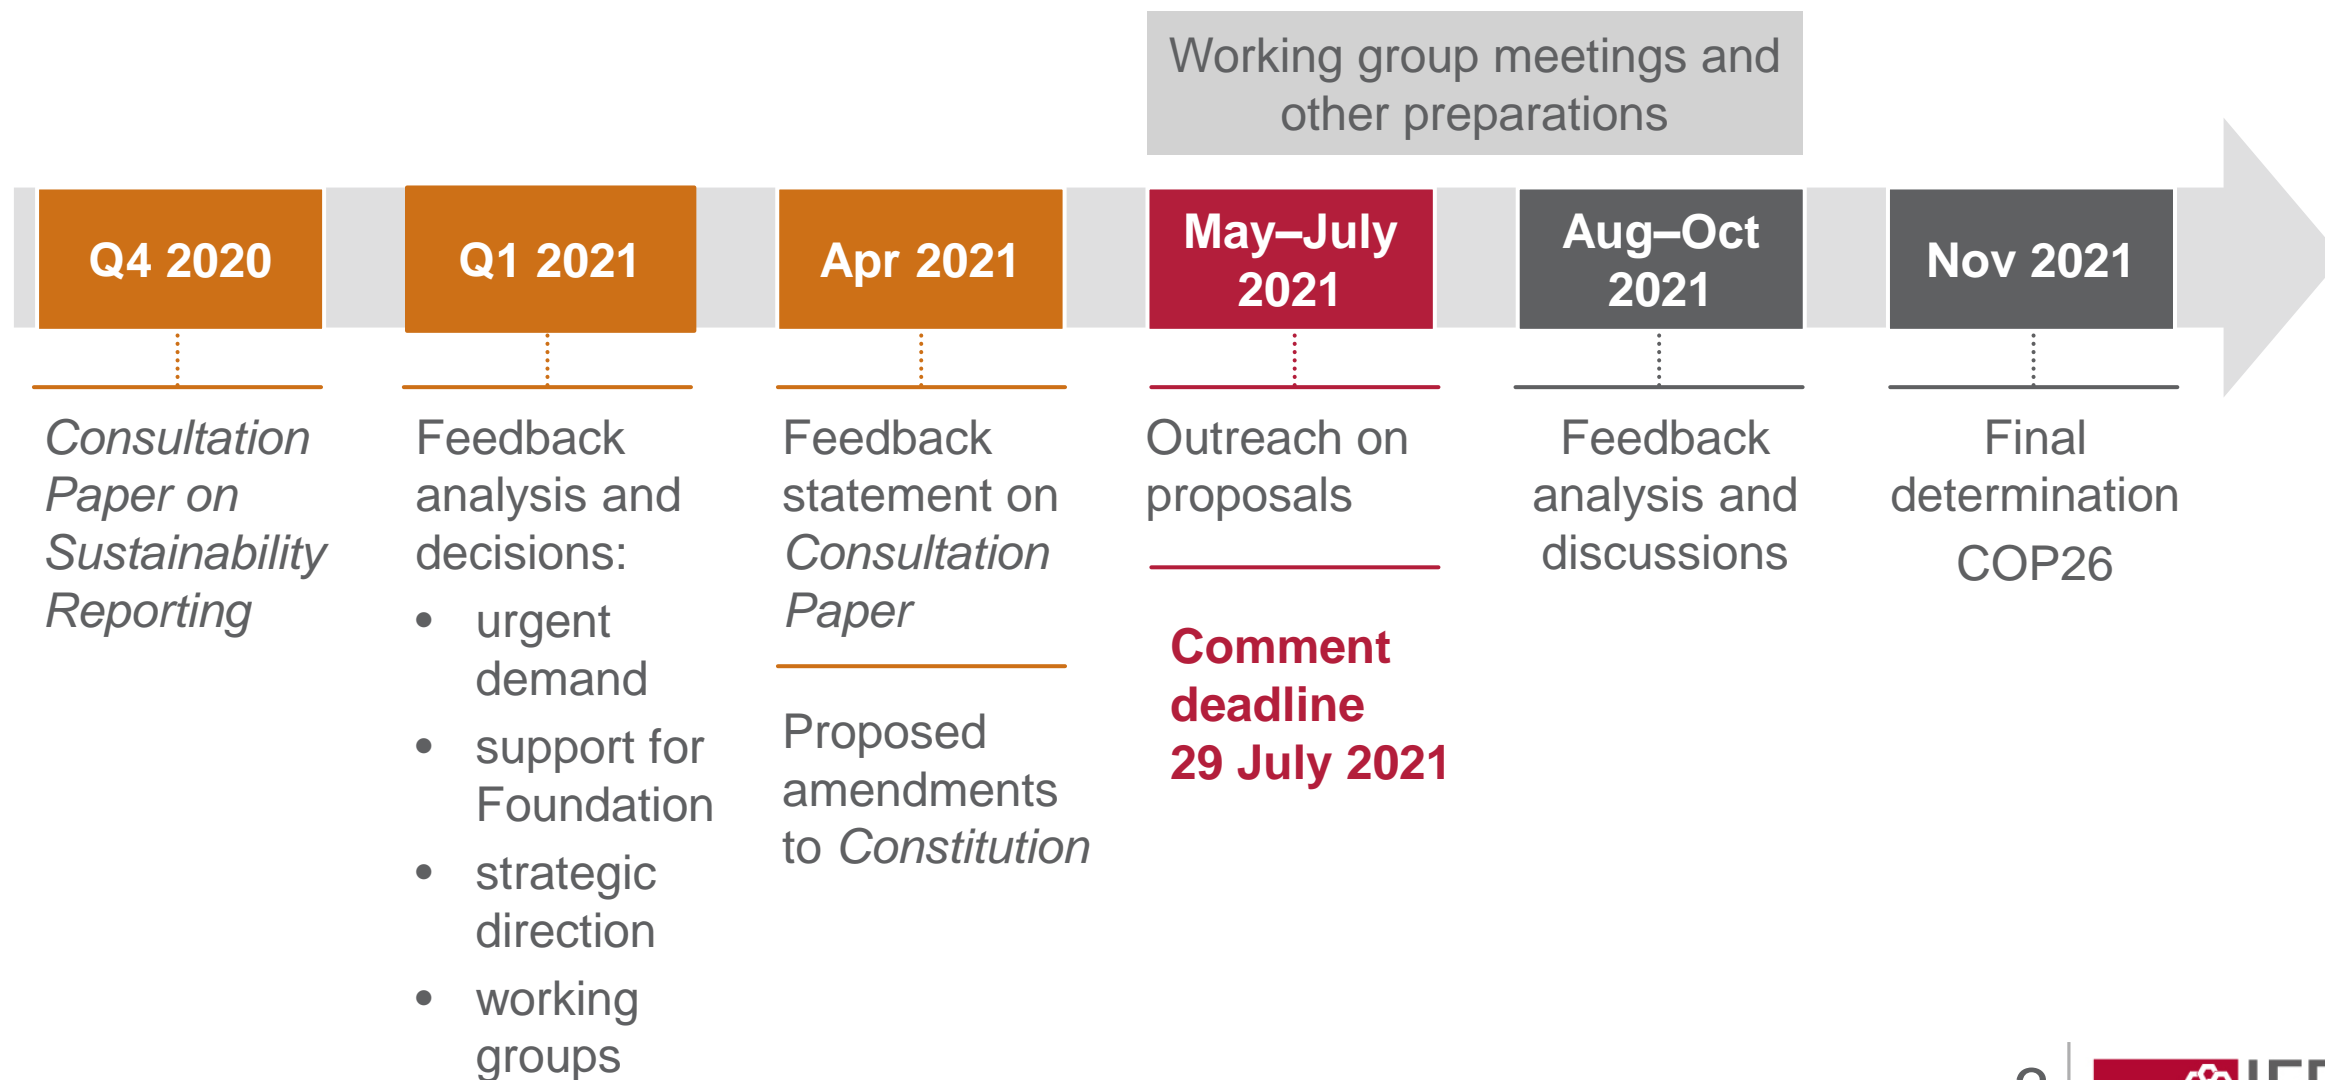 Working group meetings and
other preparations
Q4 2020
Q1 2021
Apr 2021
May–July
2021
Aug–Oct
2021
Nov 2021
Consultation
Paper on
Sustainability
Reporting
Feedback
analysis and
decisions:
• urgent
demand
• support for
Foundation
• strategic
direction
• working
groups
Feedback
statement on
Consultation
Paper
Proposed
amendments
to Constitution
Outreach on
proposals
Comment
deadline
29 July 2021
Feedback
analysis and
discussions
Final
determination
COP26